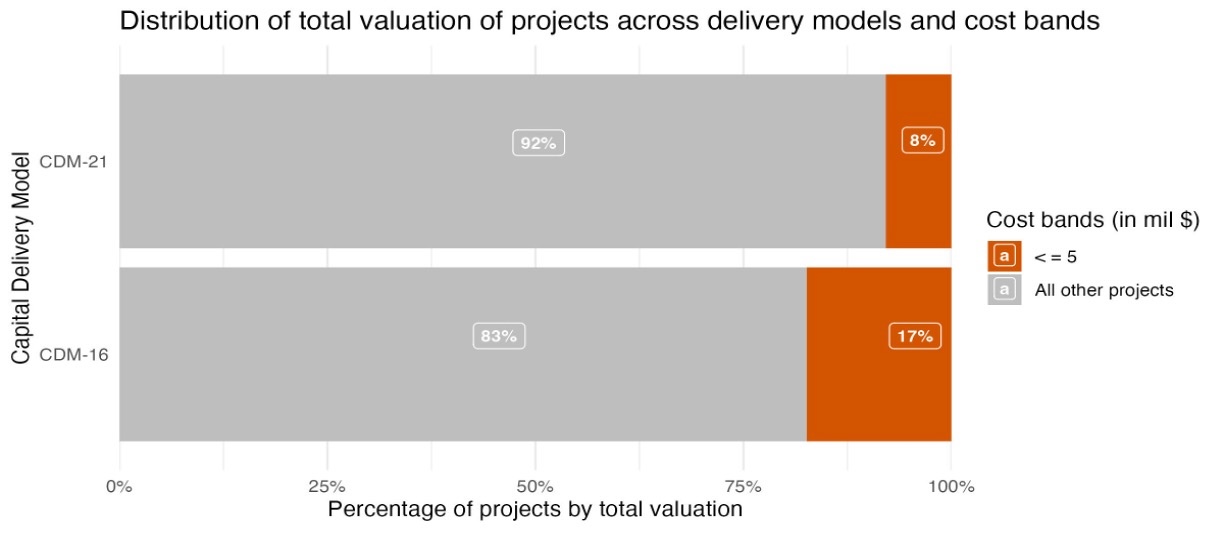 Distribution of total valuation of projects across delivery models and cost bands
Capital Delivery Model
CDM-21
92%
8%
CDM-16
83%
17%
0%
25%
50%
75%
100%
Percentage of projects by total valuation
Cost bands (in mil $)
a < = 5
a All other projects